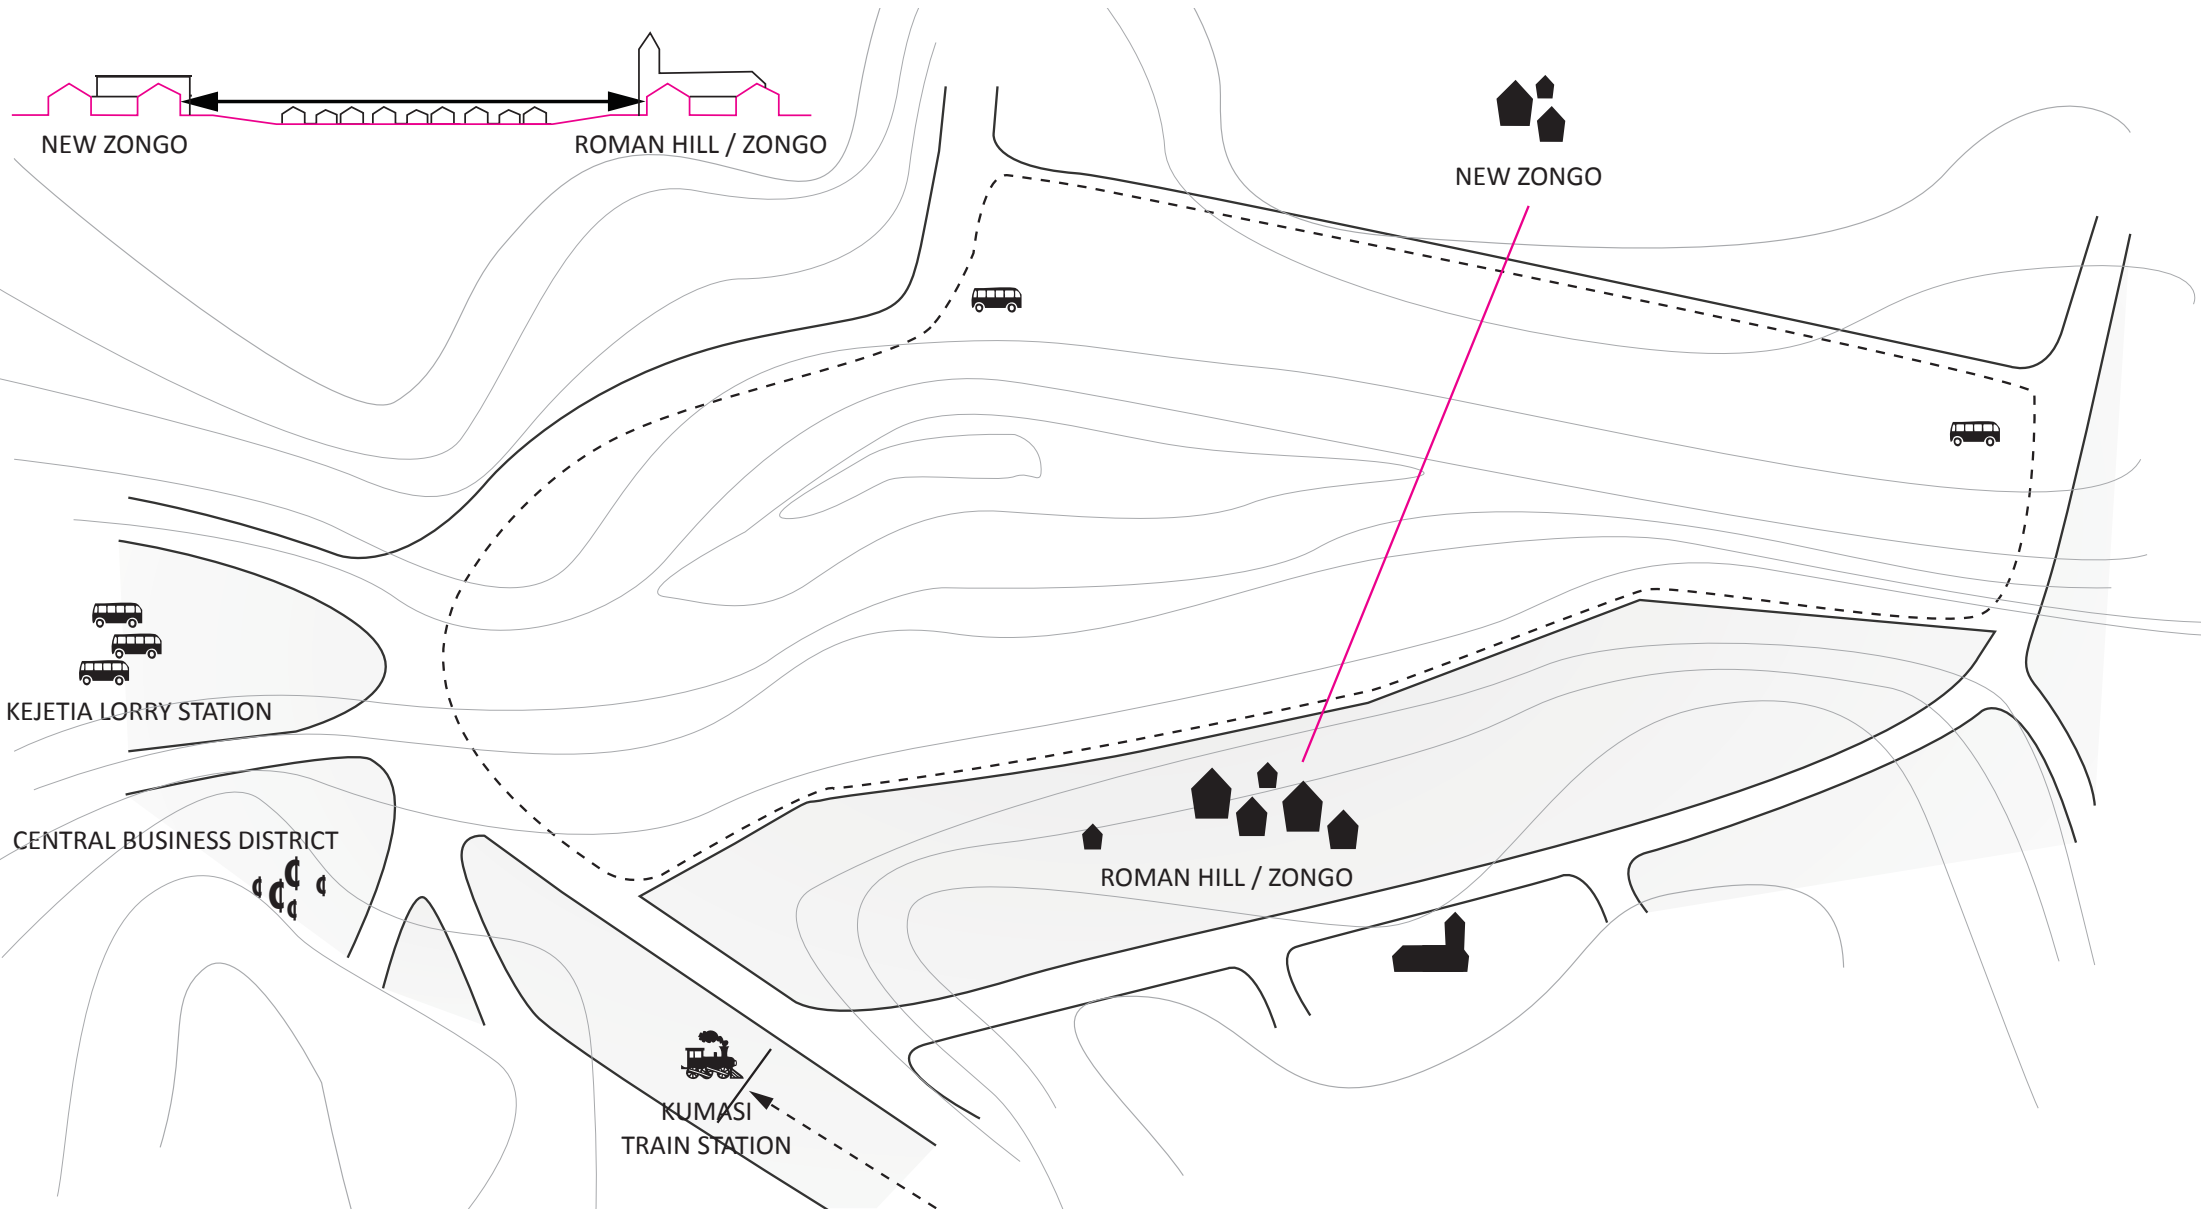 NEW ZONGO
ROMAN HILL / ZONGO
NEW ZONGO
KEJETIA LORRY STATION
CENTRAL BUSINESS DISTRICT
₵ ₵ ₵ ₵ ₵
ROMAN HILL / ZONGO
KUMASI
TRAIN STATION